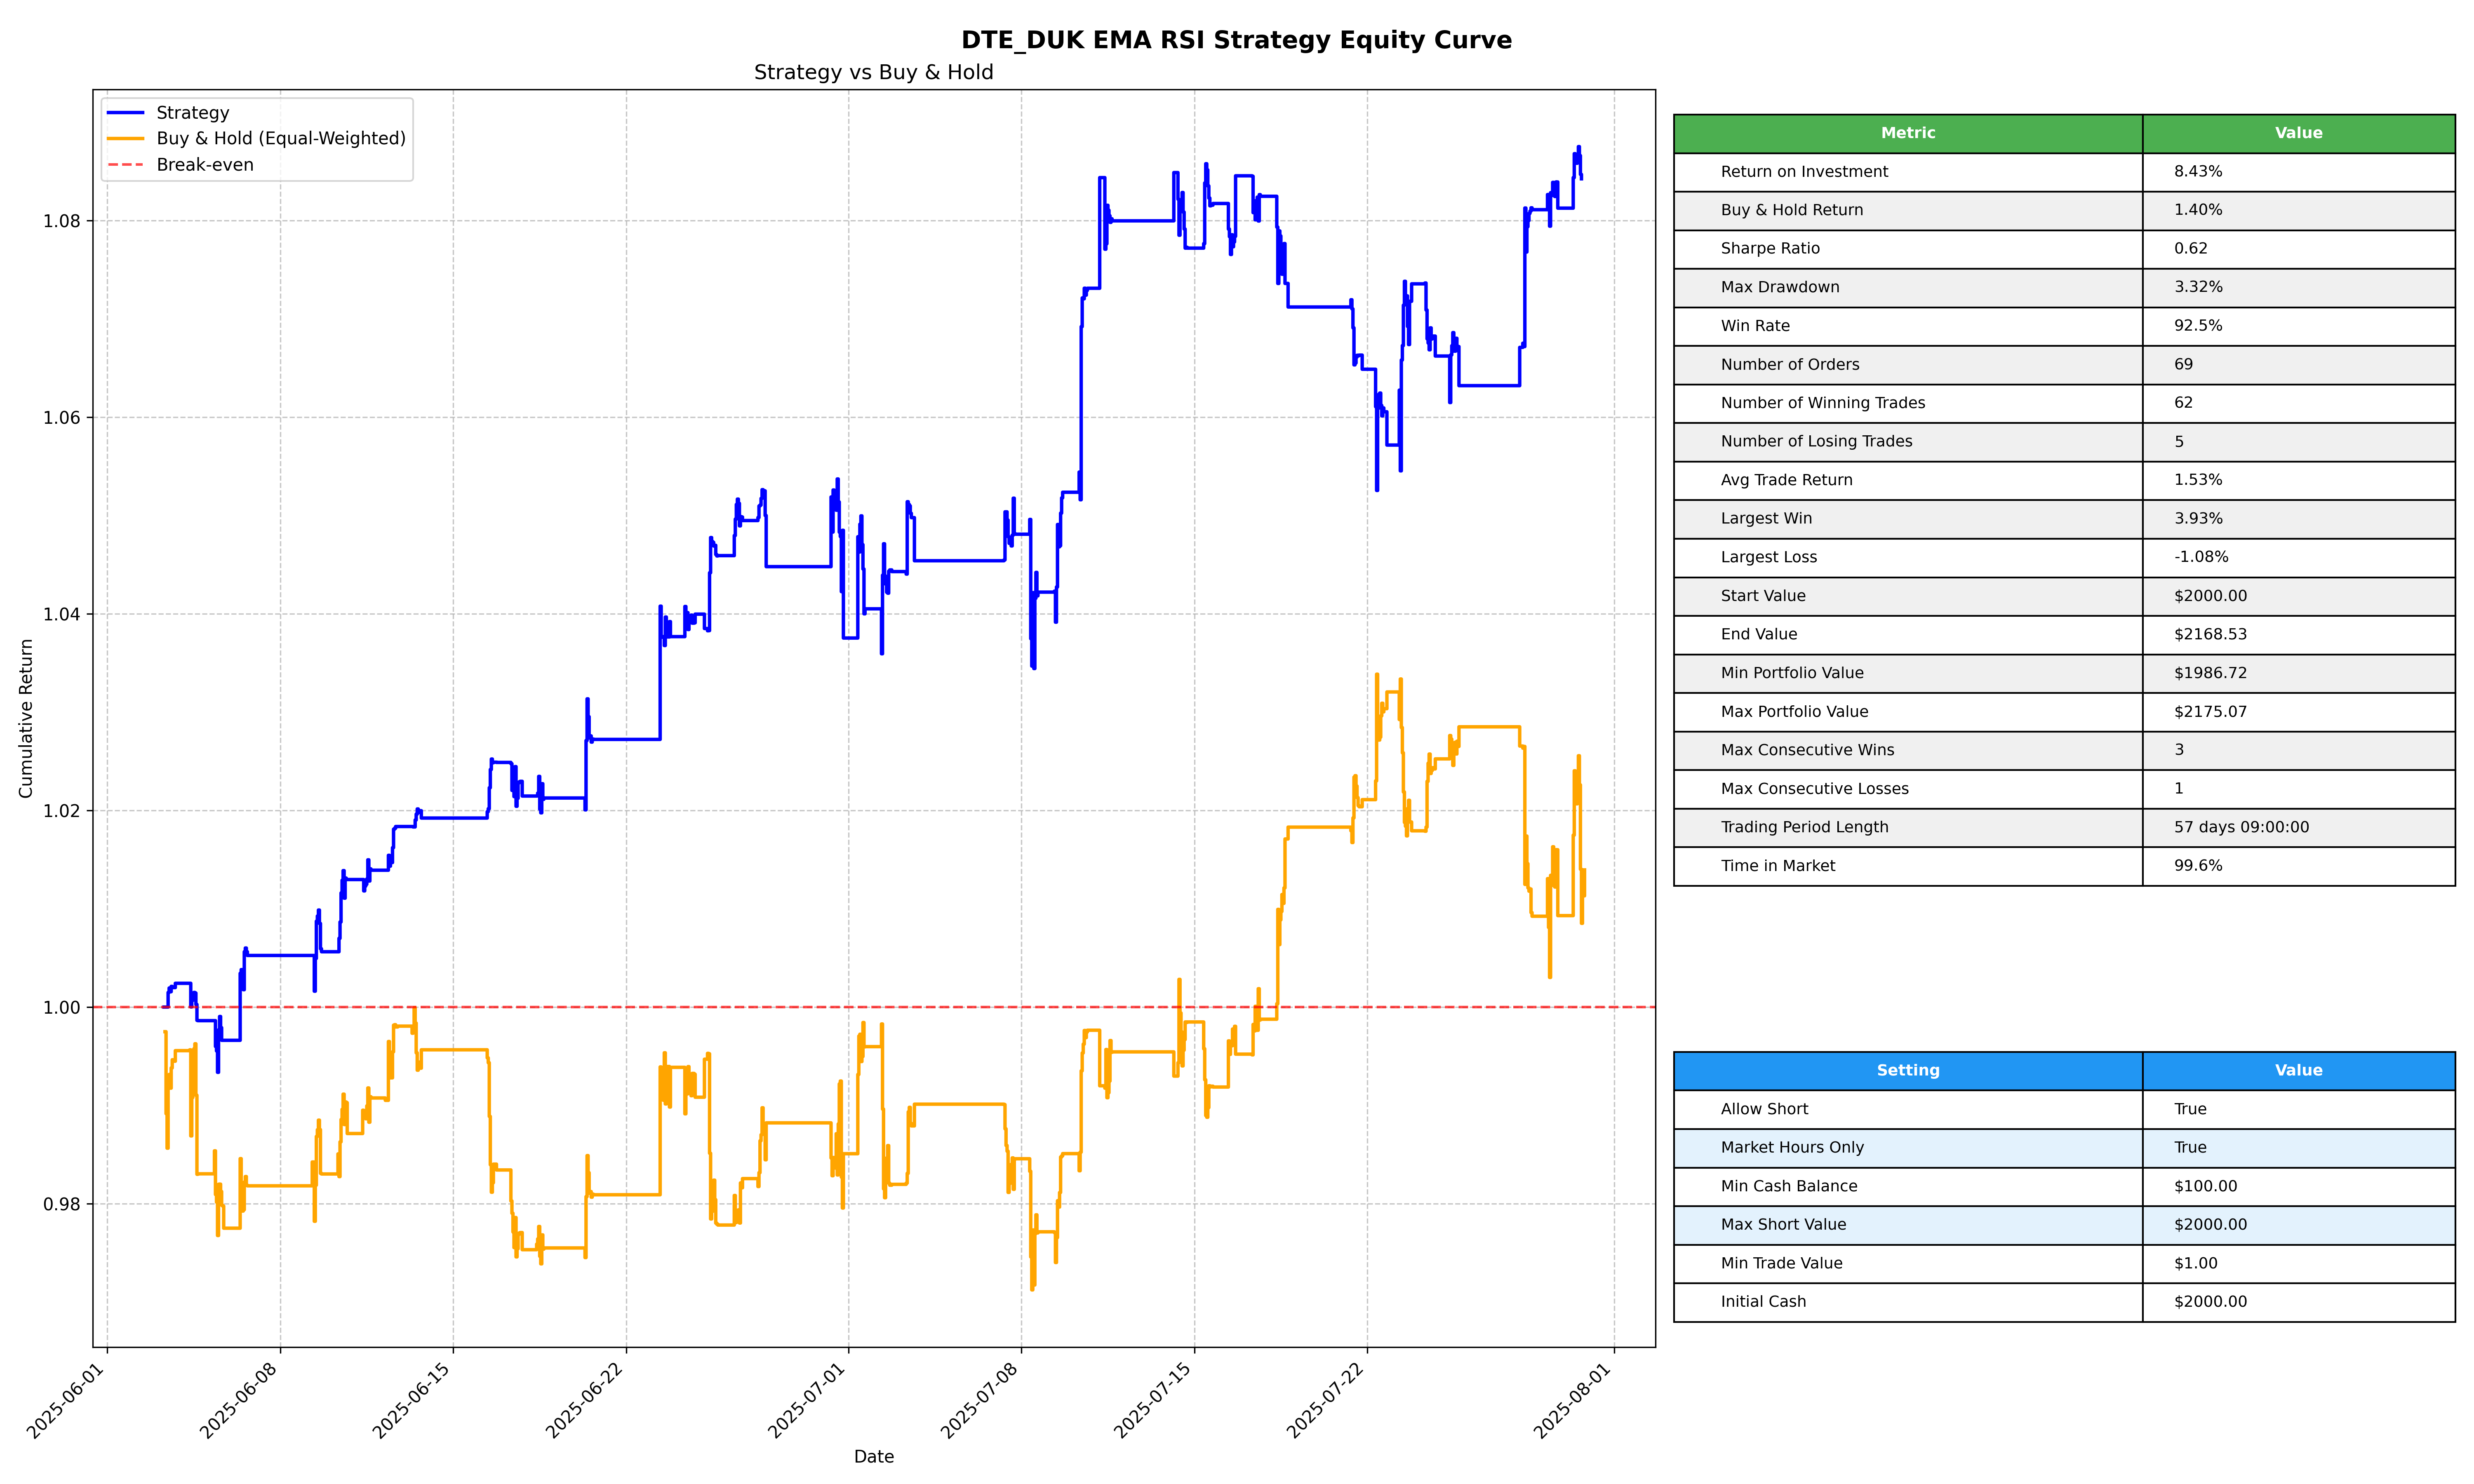 DTE_DUK EMA RSI Strategy Equity Curve
Strategy vs Buy & Hold
Strategy
Buy & Hold (Equal-Weighted)
Break-even
Cumulative Return
1.08
1.06
1.04
1.02
1.00
0.98
2025-06-01
2025-06-08
2025-06-15
2025-06-22
2025-07-01
2025-07-08
2025-07-15
2025-07-22
2025-08-01
Date
Metric Value
Return on Investment 8.43%
Buy & Hold Return 1.40%
Sharpe Ratio 0.62
Max Drawdown 3.32%
Win Rate 92.5%
Number of Orders 69
Number of Winning Trades 62
Number of Losing Trades 5
Avg Trade Return 1.53%
Largest Win 3.93%
Largest Loss -1.08%
Start Value $2000.00
End Value $2168.53
Min Portfolio Value $1986.72
Max Portfolio Value $2175.07
Max Consecutive Wins 3
Max Consecutive Losses 1
Trading Period Length 57 days 09:00:00
Time in Market 99.6%
Setting Value
Allow Short True
Market Hours Only True
Min Cash Balance $100.00
Max Short Value $2000.00
Min Trade Value $1.00
Initial Cash $2000.00